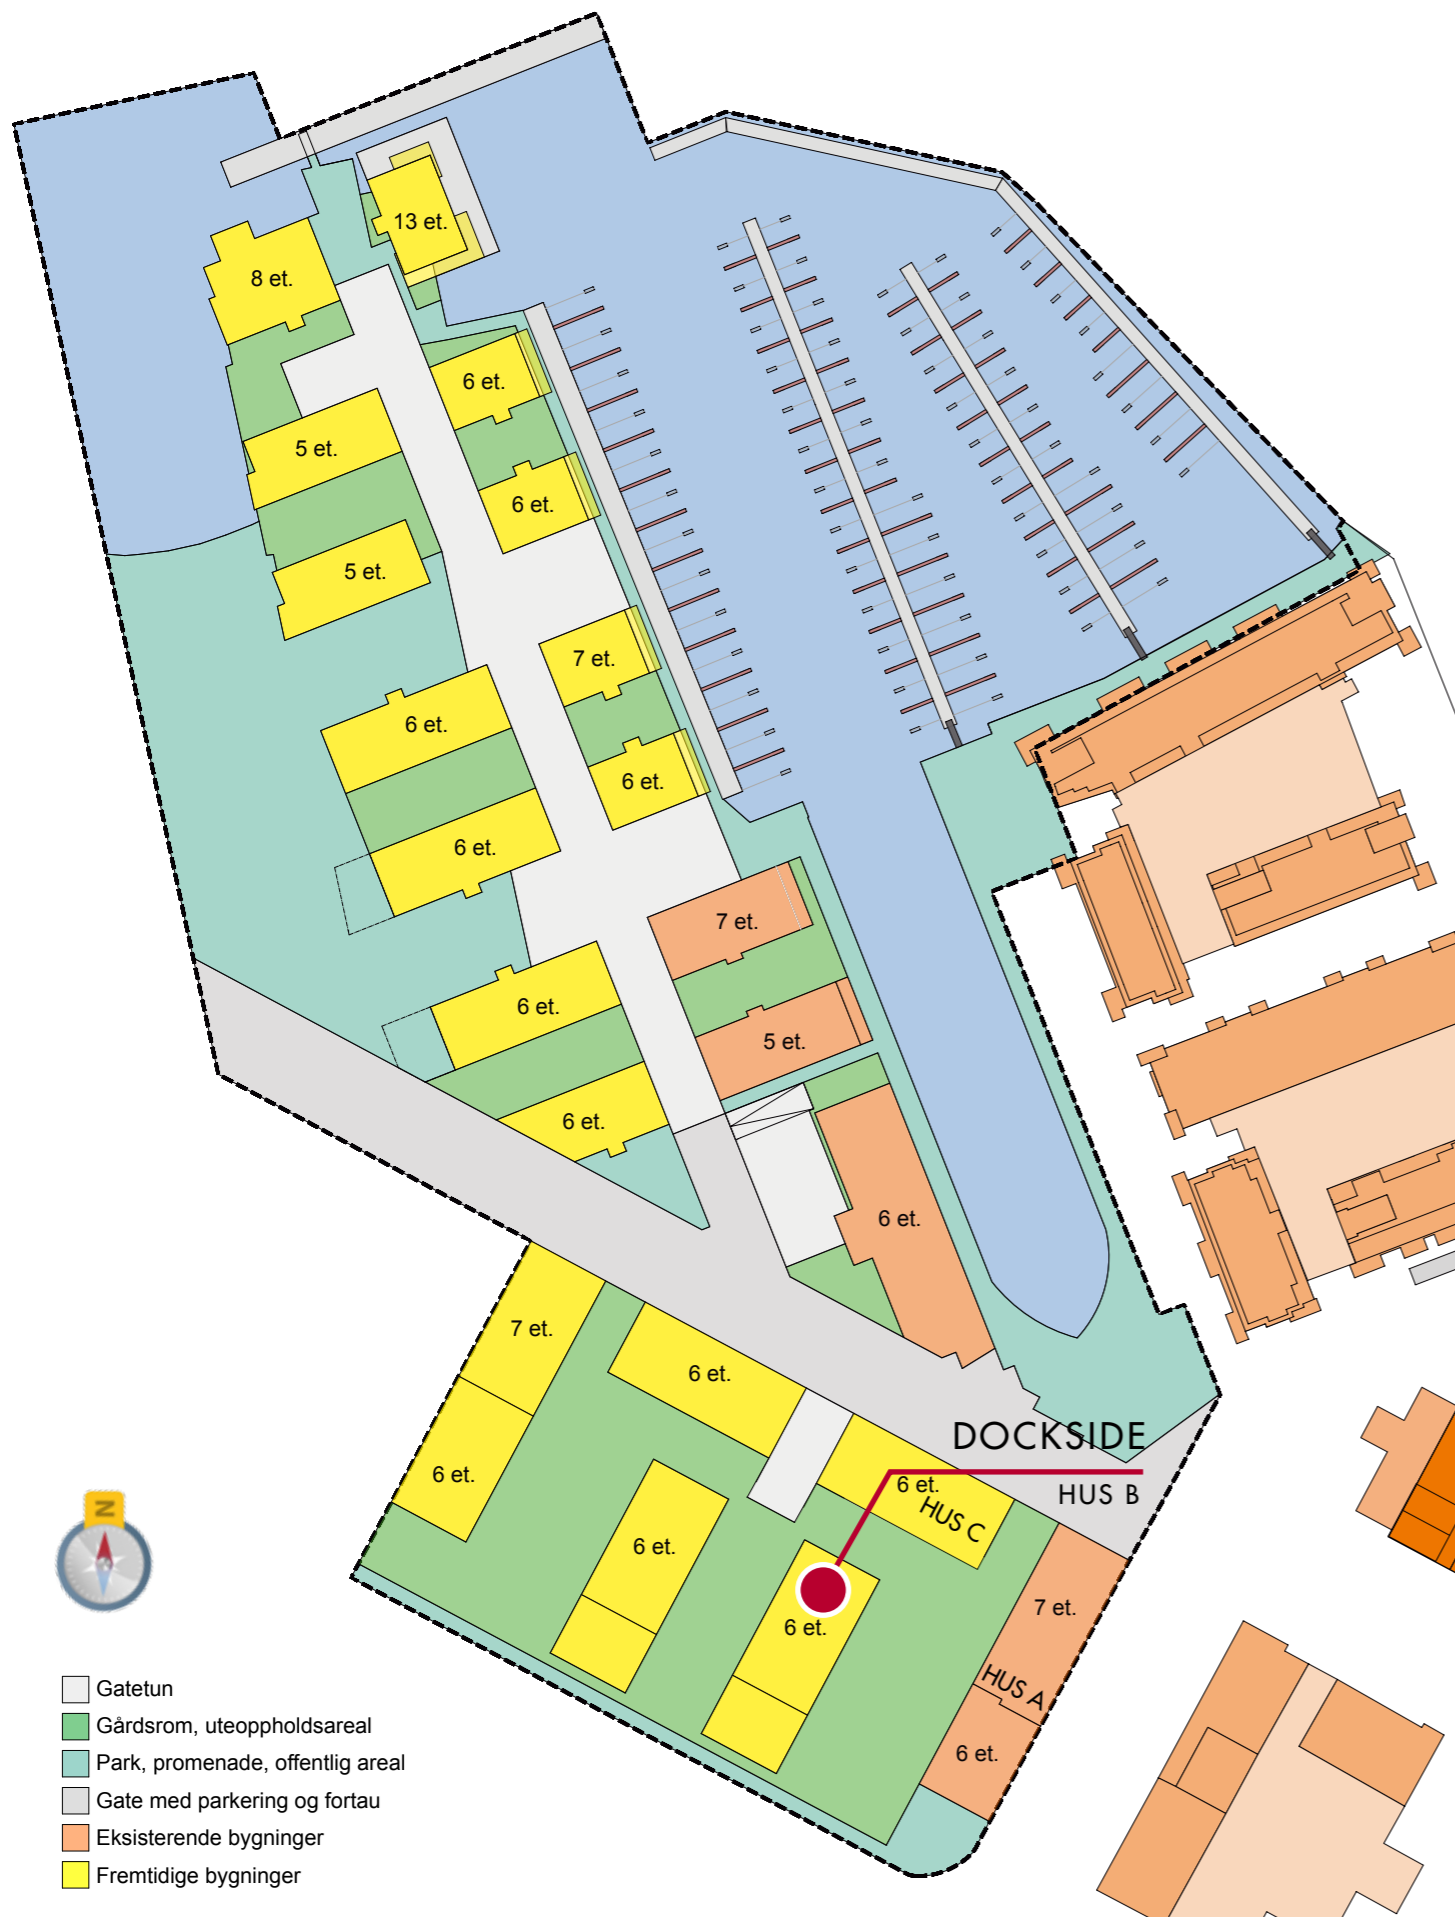 13 et.
8 et.
6 et.
5 et.
6 et.
5 et.
7 et.
6 et.
6 et.
6 et.
7 et.
6 et.
5 et.
6 et.
6 et.
7 et.
6 et.
DOCKSIDE
6 et.
HUS B
HUS C
6 et.
N
6 et.
6 et.
7 et.
HUS A
6 et.
Gatetun
Gårdsrom, uteoppholdsareal
Park, promenade, offentlig areal
Gate med parkering og fortau
Eksisterende bygninger
Fremtidige bygninger